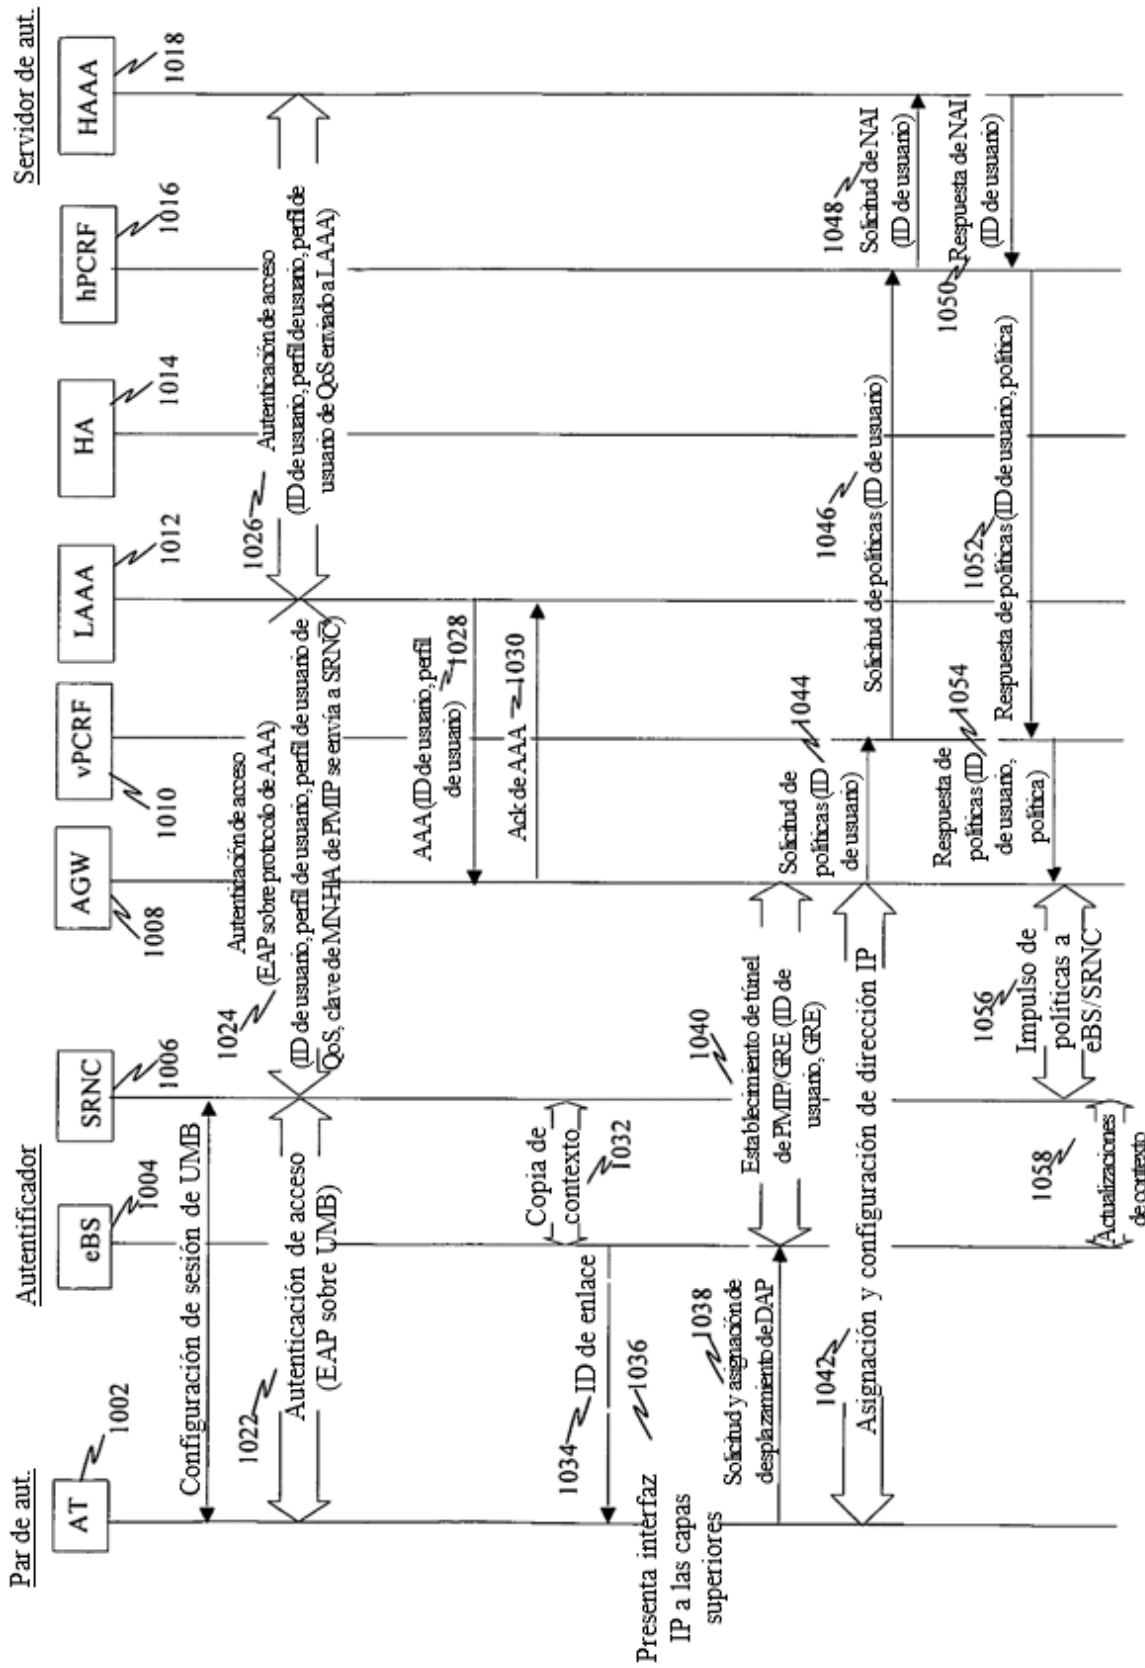 Par de aut.
Autentificador
Servidor de aut.
AT
1002
eBS
1004
SRNC
1006
AGW
1008
vPCRF
1010
LAAA
1012
HA
1014
hPCRF
1016
HAAA
1018
Configuración de sesión de UMB
1022
Autenticación de acceso
(EAP sobre UMB)
1024
Autenticación de acceso
(EAP sobre protocolo de AAA)
(ID de usuario, perfil de usuario, perfil de usuario de
QoS, clave de MN-HA de PMIP se envía a SRNC)
1026
Autenticación de acceso
(ID de usuario, perfil de usuario, perfil de
usuario de QoS enviado a LAAA)
AAA (ID de usuario, perfil
de usuario)
1028
Ack de AAA
1030
Copia de
contexto
1032
1034
ID de enlace
1036
Presenta interfaz
IP a las capas
superiores
1038
Solicitud y asignación de
desplazamiento de DAP
1040
Establecimiento de túnel
de PMIP/GRE (ID de
usuario, GRE)
1042
Asignación y configuración de dirección IP
Solicitud de
políticas (ID
de usuario)
1044
Solicitud de políticas (ID de usuario)
1046
1048
Solicitud de NAI
(ID de usuario)
1050
Respuesta de NAI
(ID de usuario)
1052
Respuesta de políticas (ID de usuario, política)
1054
Respuesta de
políticas (ID
de usuario,
política)
1056
Impulso de
políticas a
eBS/SRNC
1058
Actualizaciones
de contexto